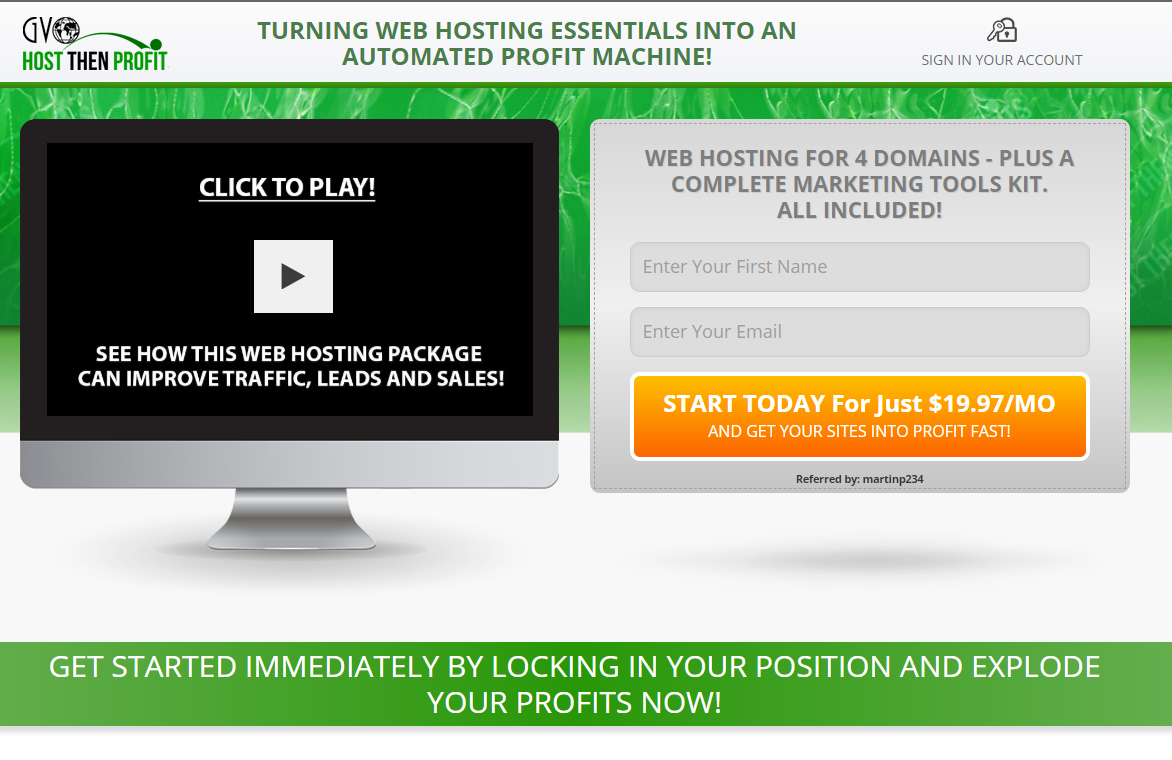 GVO
HOST THEN PROFIT
TURNING WEB HOSTING ESSENTIALS INTO AN
AUTOMATED PROFIT MACHINE!
SIGN IN YOUR ACCOUNT
CLICK TO PLAY!
SEE HOW THIS WEB HOSTING PACKAGE
CAN IMPROVE TRAFFIC, LEADS AND SALES!
WEB HOSTING FOR 4 DOMAINS - PLUS A
COMPLETE MARKETING TOOLS KIT.
ALL INCLUDED!
Enter Your First Name
Enter Your Email
START TODAY For Just $19.97/MO
AND GET YOUR SITES INTO PROFIT FAST!
Referred by: martinp234
GET STARTED IMMEDIATELY BY LOCKING IN YOUR POSITION AND EXPLODE
YOUR PROFITS NOW!